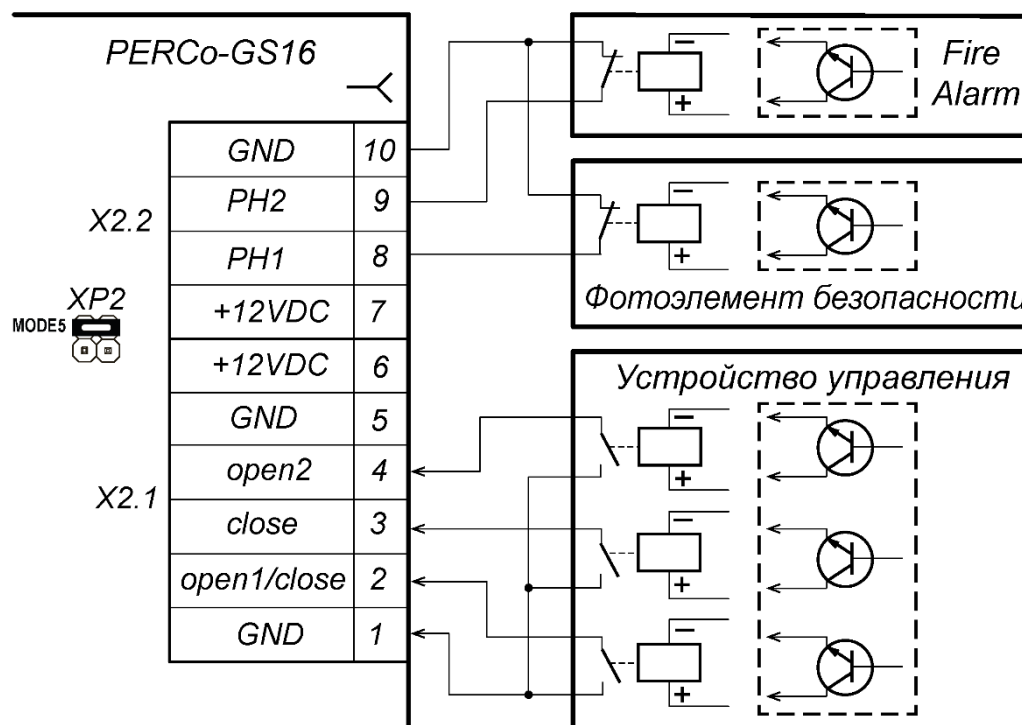 PERCo-GS16
X2.2
GND 10
PH2 9
PH1 8
+12VDC 7
XP2
MODE5
+12VDC 6
GND 5
X2.1
open2 4
close 3
open1/close 2
GND 1
−
+
Fire
Alarm
−
+
Фотоэлемент безопасности
Устройство управления
−
+
−
+
−
+